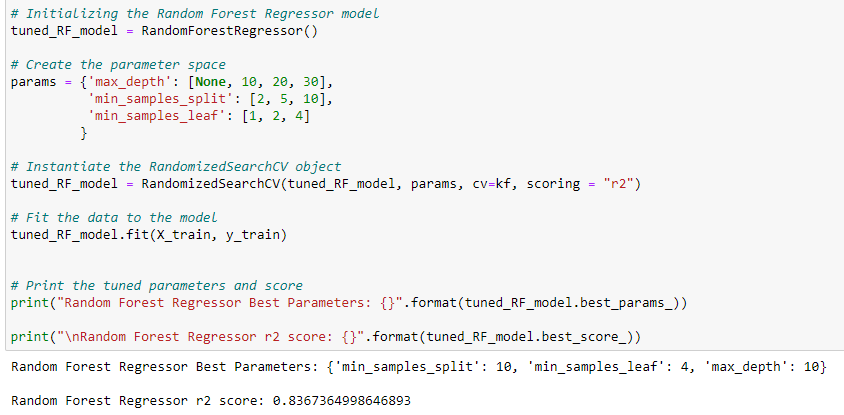 # Initializing the Random Forest Regressor model
tuned_RF_model = RandomForestRegressor()
# Create the parameter space
params = {'max_depth': [None, 10, 20, 30],
'min_samples_split': [2, 5, 10],
'min_samples_leaf': [1, 2, 4]
}
# Instantiate the RandomizedSearchCV object
tuned_RF_model = RandomizedSearchCV(tuned_RF_model, params, cv=kf, scoring = "r2")
# Fit the data to the model
tuned_RF_model.fit(X_train, y_train)
# Print the tuned parameters and score
print("Random Forest Regressor Best Parameters: {}".format(tuned_RF_model.best_params_))
print("\nRandom Forest Regressor r2 score: {}".format(tuned_RF_model.best_score_))
Random Forest Regressor Best Parameters: {'min_samples_split': 10, 'min_samples_leaf': 4, 'max_depth': 10}
Random Forest Regressor r2 score: 0.8367364998646893